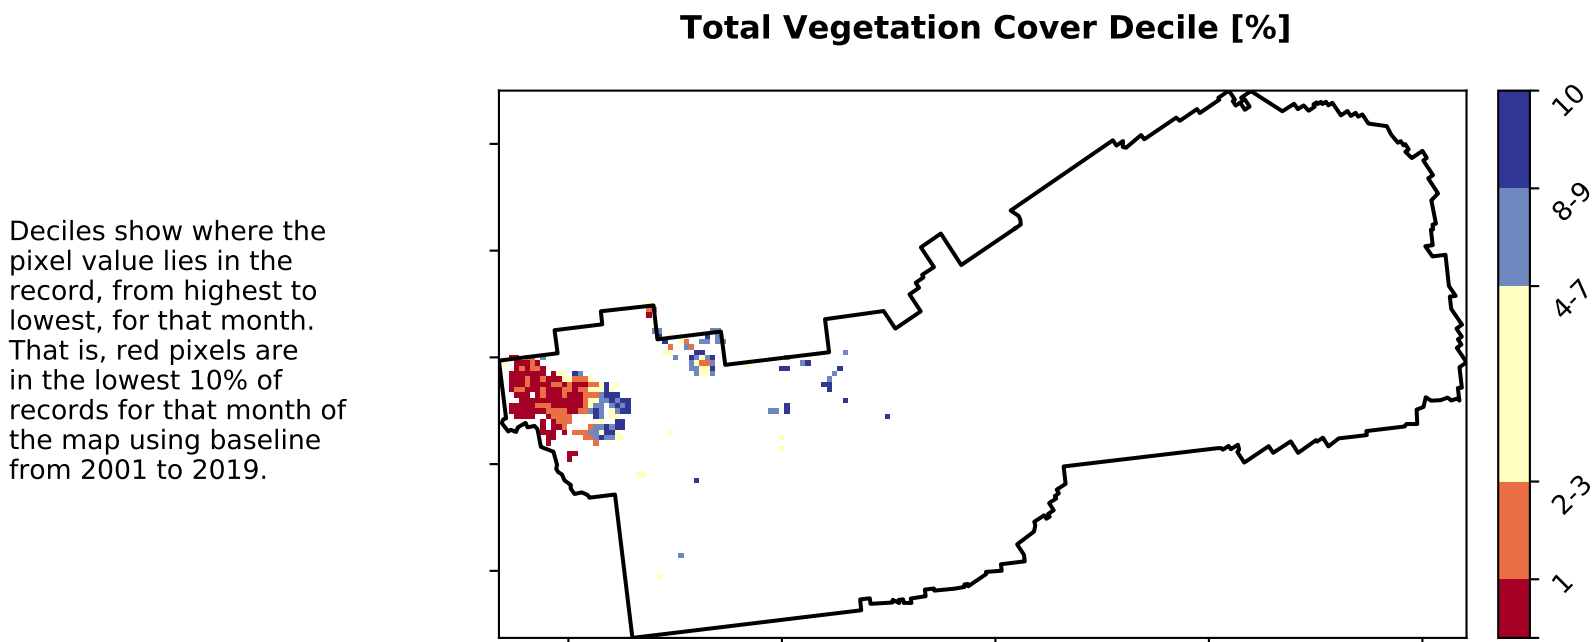 Total Vegetation Cover Decile [%]
Deciles show where the
pixel value lies in the
record, from highest to
lowest, for that month.
That is, red pixels are
in the lowest 10% of
records for that month of
the map using baseline
from 2001 to 2019.
10
8-9
4-7
2-3
1